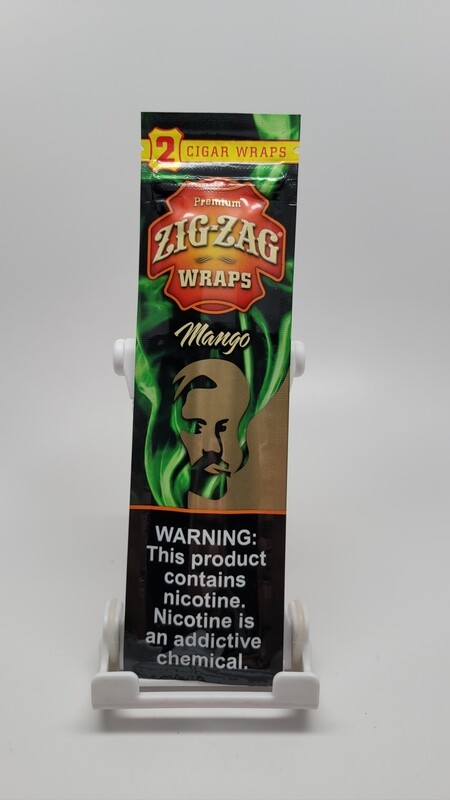 2 CIGAR WRAPS
Premium
ZIG-ZAG®
WRAPS
Mango
WARNING:
This product
contains
nicotine.
Nicotine is
an addictive
chemical.